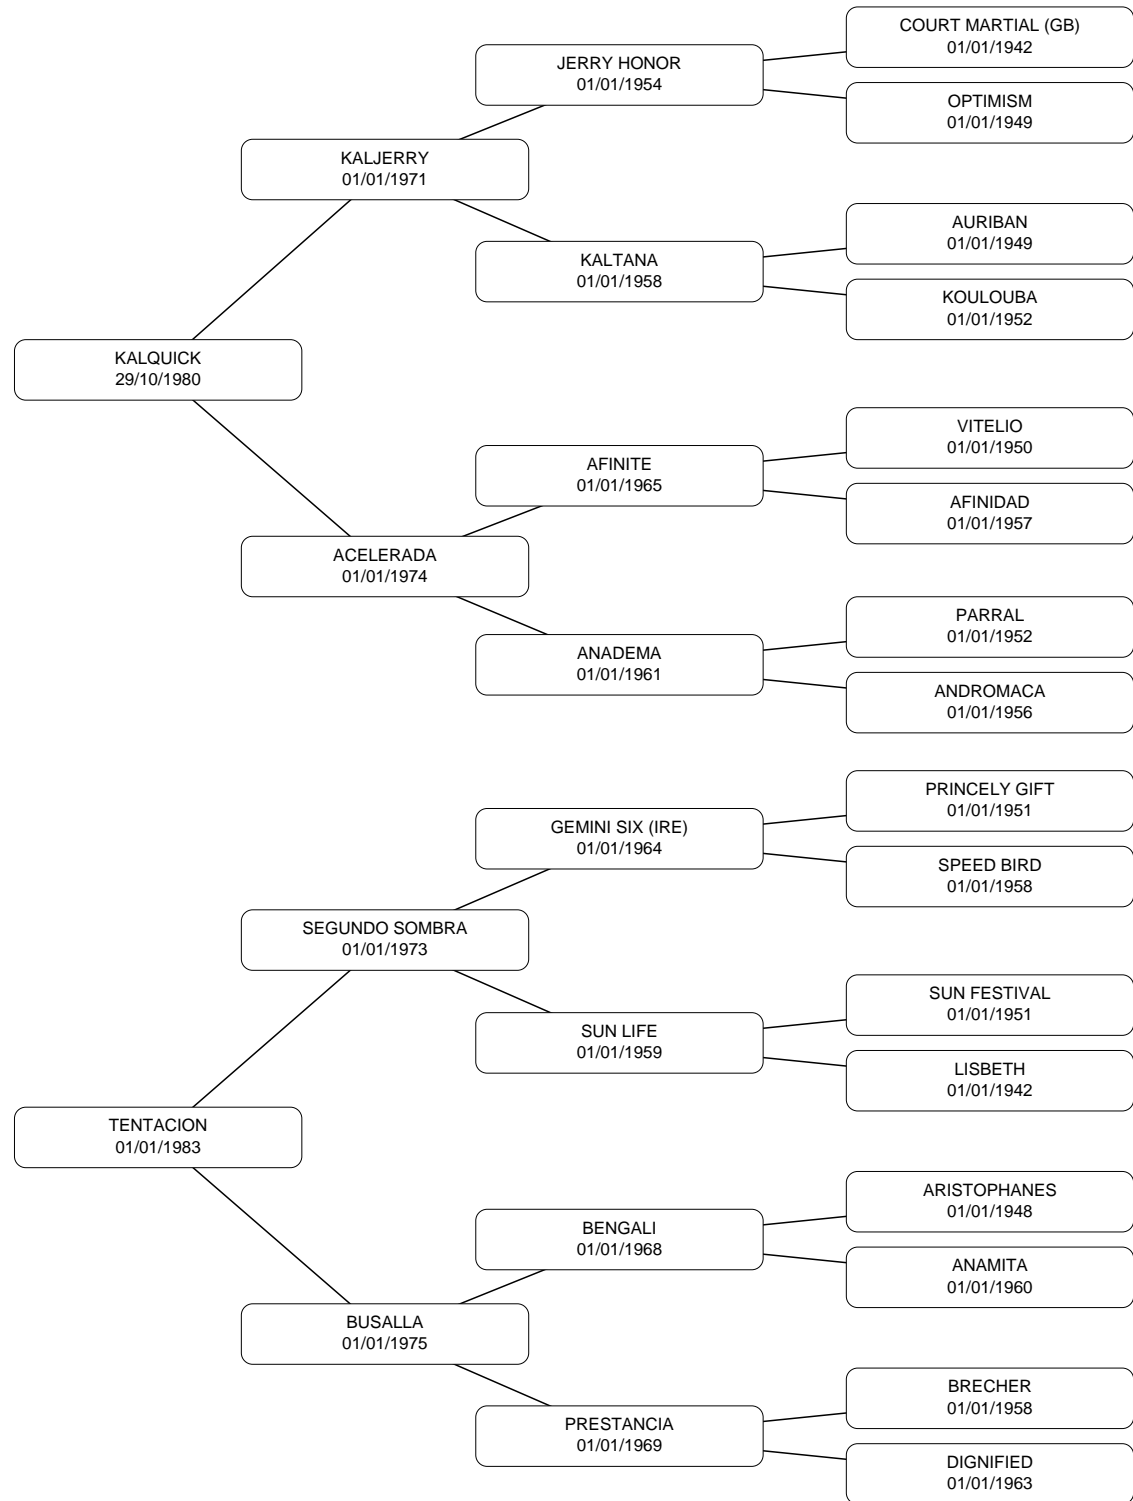 COURT MARTIAL (GB)
01/01/1942
JERRY HONOR
01/01/1954
OPTIMISM
01/01/1949
KALJERRY
01/01/1971
AURIBAN
01/01/1949
KALTANA
01/01/1958
KOULOUBA
01/01/1952
KALQUICK
29/10/1980
VITELIO
01/01/1950
AFINITE
01/01/1965
AFINIDAD
01/01/1957
ACELERADA
01/01/1974
PARRAL
01/01/1952
ANADEMA
01/01/1961
ANDROMACA
01/01/1956
PRINCELY GIFT
01/01/1951
GEMINI SIX (IRE)
01/01/1964
SPEED BIRD
01/01/1958
SEGUNDO SOMBRA
01/01/1973
SUN FESTIVAL
01/01/1951
SUN LIFE
01/01/1959
LISBETH
01/01/1942
TENTACION
01/01/1983
ARISTOPHANES
01/01/1948
BENGALI
01/01/1968
ANAMITA
01/01/1960
BUSALLA
01/01/1975
BRECHER
01/01/1958
PRESTANCIA
01/01/1969
DIGNIFIED
01/01/1963